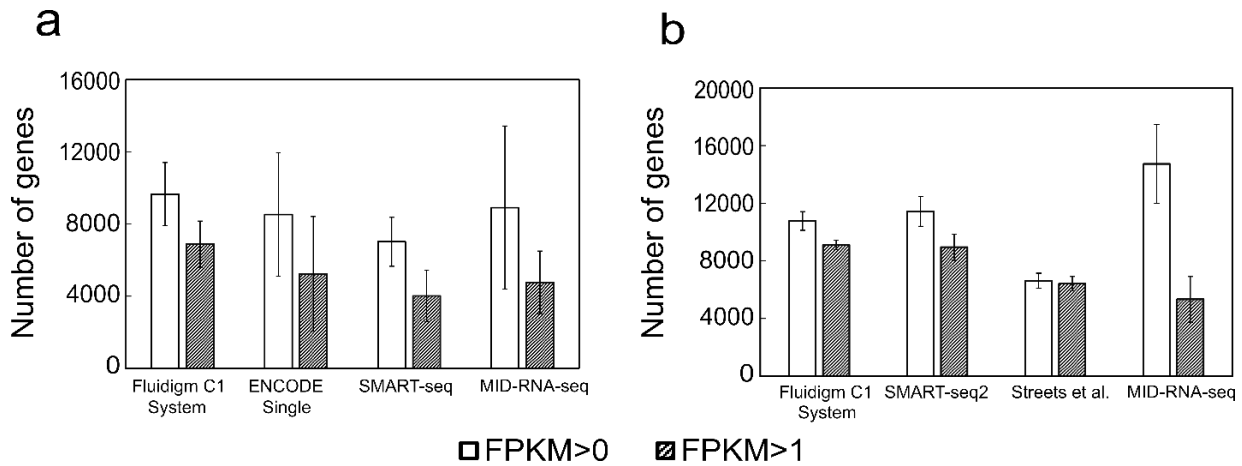 a
b
Number of genes
16000
12000
8000
4000
0
Fluidigm C1
System
ENCODE
Single
SMART-seq
MID-RNA-seq
Number of genes
20000
16000
12000
8000
4000
0
Fluidigm C1
System
SMART-seq2
Streets et al.
MID-RNA-seq
FPKM>0 FPKM>1